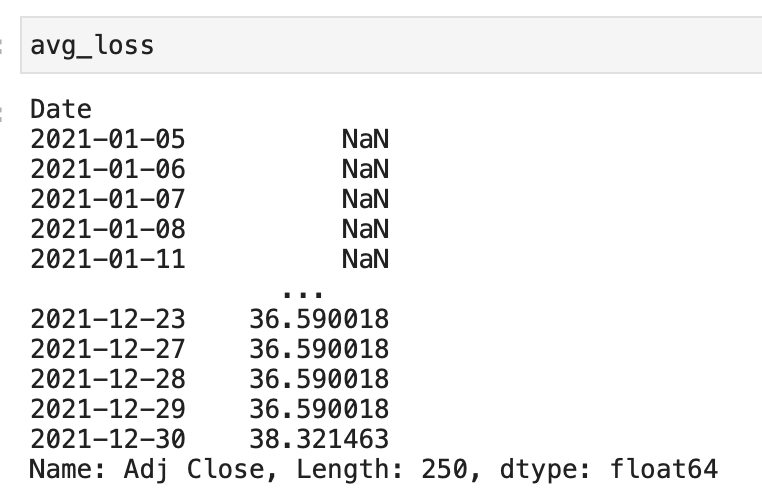 avg_loss
Date
2021-01-05 NaN
2021-01-06 NaN
2021-01-07 NaN
2021-01-08 NaN
2021-01-11 NaN
...
2021-12-23 36.590018
2021-12-27 36.590018
2021-12-28 36.590018
2021-12-29 36.590018
2021-12-30 38.321463
Name: Adj Close, Length: 250, dtype: float64